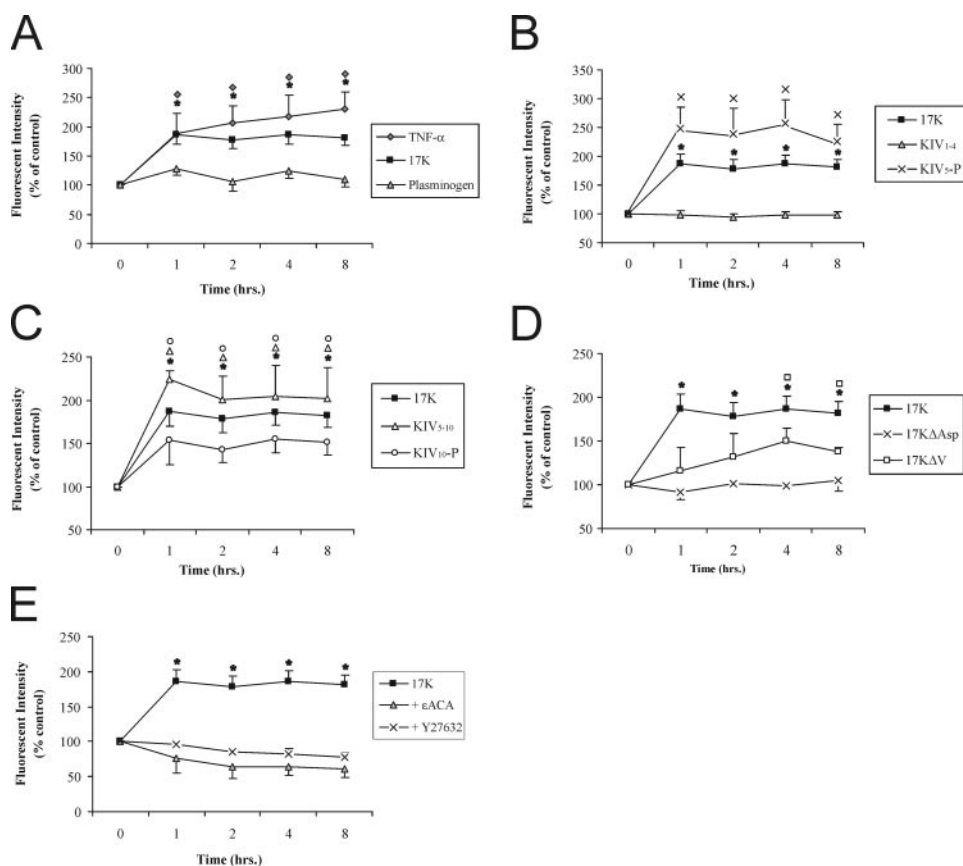 A
Fluorescent Intensity
(% of control)
300
250
200
150
100
50
0
0 1 2 4 8
Time (hrs.)
TNF-α
17K
Plasminogen
B
Fluorescent Intensity
(% of control)
350
300
250
200
150
100
50
0 1 2 4 8
Time (hrs.)
17K
KIV1-4
KIV5-P
C
Fluorescent Intensity
(% of control)
250
200
150
100
50
0 1 2 4 8
Time (hrs.)
17K
KIV5-10
KIV10-P
D
Fluorescent Intensity
(% of control)
250
200
150
100
50
0 1 2 4 8
Time (hrs.)
17K
17KΔAsp
17KΔV
E
Fluorescent Intensity
(% control)
250
200
150
100
50
0
0 1 2 4 8
Time (hrs.)
17K
+ εACA
+ Y27632